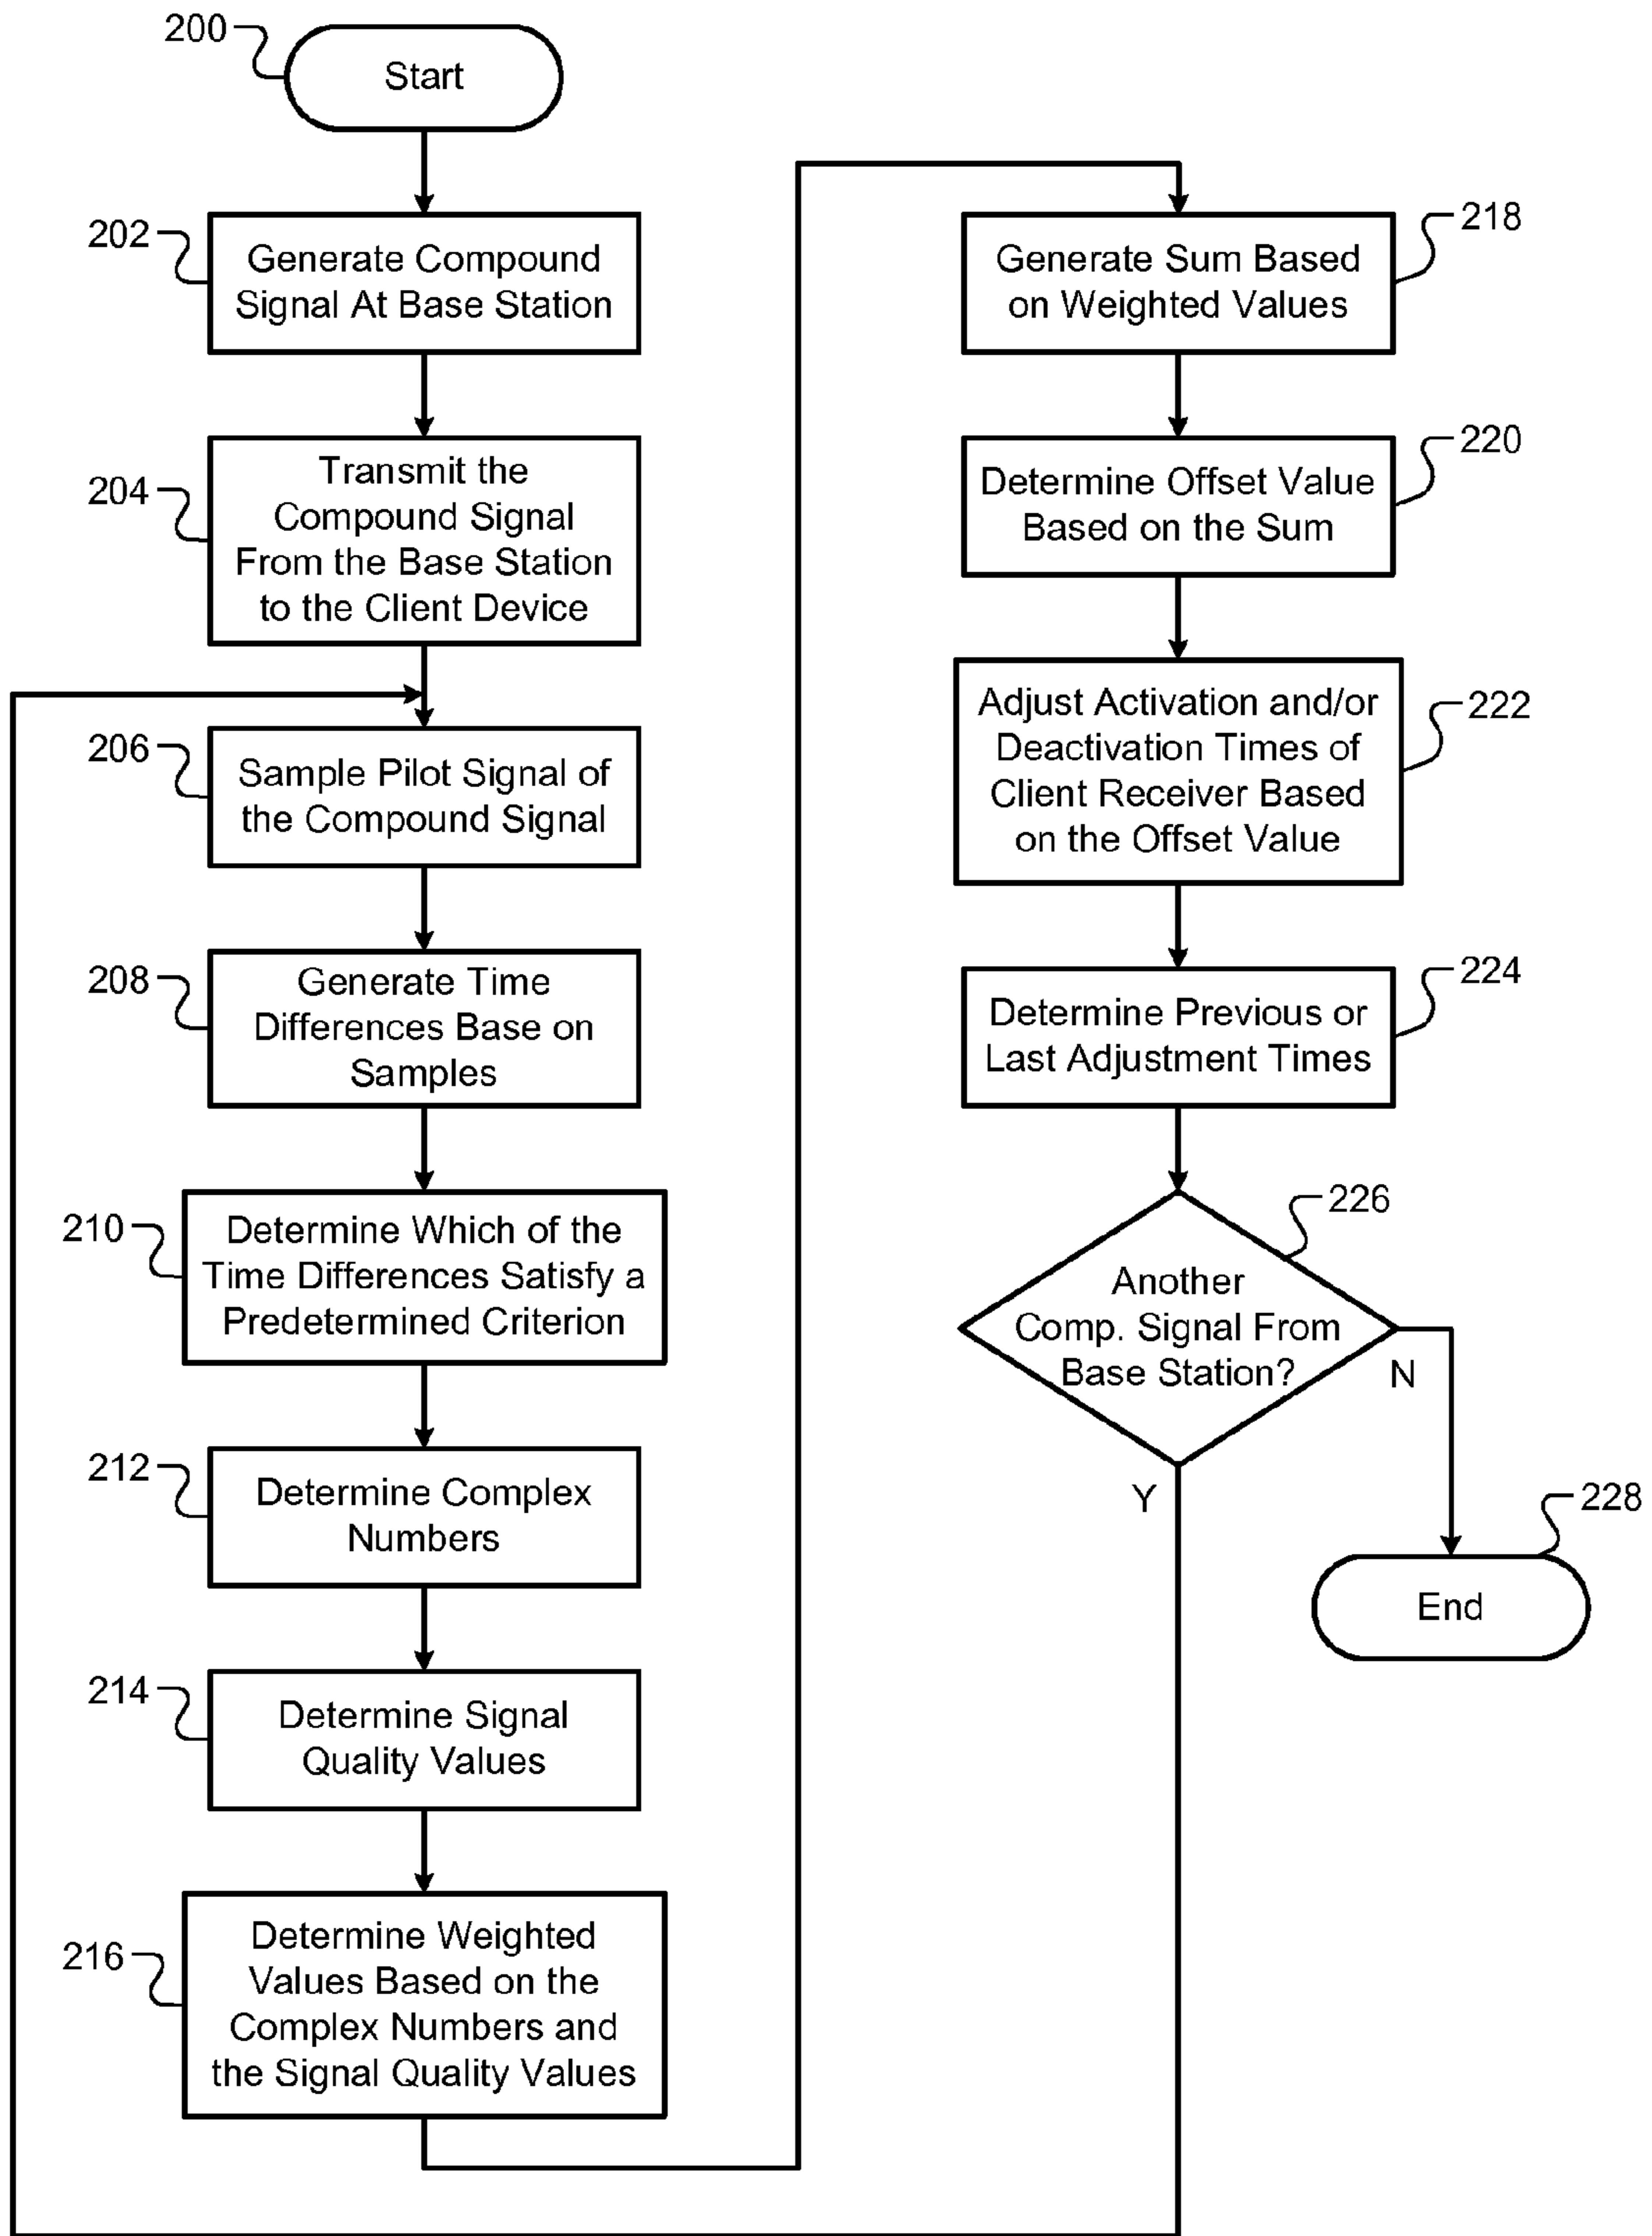 200
Start
202
Generate Compound
Signal At Base Station
204
Transmit the
Compound Signal
From the Base Station
to the Client Device
206
Sample Pilot Signal of
the Compound Signal
208
Generate Time
Differences Base on
Samples
210
Determine Which of the
Time Differences Satisfy a
Predetermined Criterion
212
Determine Complex
Numbers
214
Determine Signal
Quality Values
216
Determine Weighted
Values Based on the
Complex Numbers and
the Signal Quality Values
218
Generate Sum Based
on Weighted Values
220
Determine Offset Value
Based on the Sum
222
Adjust Activation and/or
Deactivation Times of
Client Receiver Based
on the Offset Value
224
Determine Previous or
Last Adjustment Times
226
Another
Comp. Signal From
Base Station?
N
Y
228
End